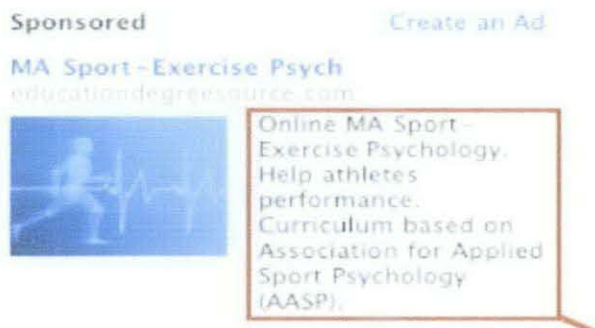 Sponsored Create an Ad
MA Sport-Exercise Psych
educationdegreesource.com
Online MA Sport-
Exercise Psychology.
Help athletes
performance.
Curriculum based on
Association for Applied
Sport Psychology
(AASP).